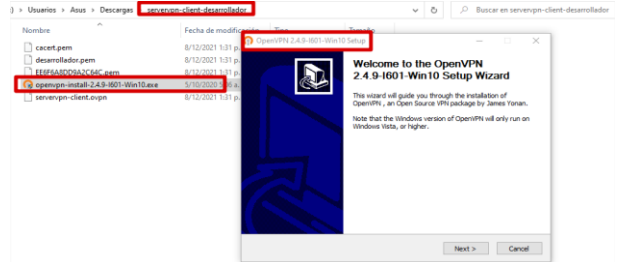 › Usuarios › Asus › Descargas › servervpn-client-desarrollador
Buscar en servervpn-client-desarrollador
Nombre
Fecha de modificación
Tipo
Tamaño
cacert.pem
8/12/2021 1:31 p.
desarrollador.pem
8/12/2021 1:31 p.
8/12/2021 1:31 p.
openvpn-install-2.4.9-I601-Win10.exe
5/10/2020
a.
servervpn-client.ovpn
8/12/2021 1:31 p.
OpenVPN 2.4.9-I601-Win10 Setup
Welcome to the OpenVPN
2.4.9-I601-Win10 Setup Wizard
This wizard will guide you through the installation of
OpenVPN , an Open Source VPN package by James Yonan.
Note that the Windows version of OpenVPN will only run on
Windows Vista, or higher.
Next >
Cancel